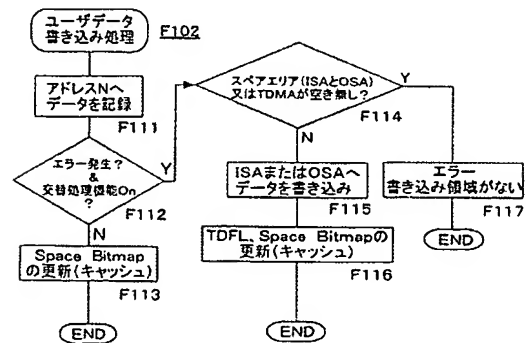 ユーザデータ
書き込み処理
F102
アドレスNへ
データを記録
F111
エラー発生?
&
交替処理機能On
?
Y
F112
N
Space Bitmap
の更新(キャッシュ)
F113
END
スペアエリア(ISAとOSA)
又はTDMAが空き無し?
Y
F114
N
ISAまたはOSAへ
データを書き込み
F115
TDFL、Space Bitmapの
更新(キャッシュ)
F116
END
エラー
書き込み領域がない
F117
END